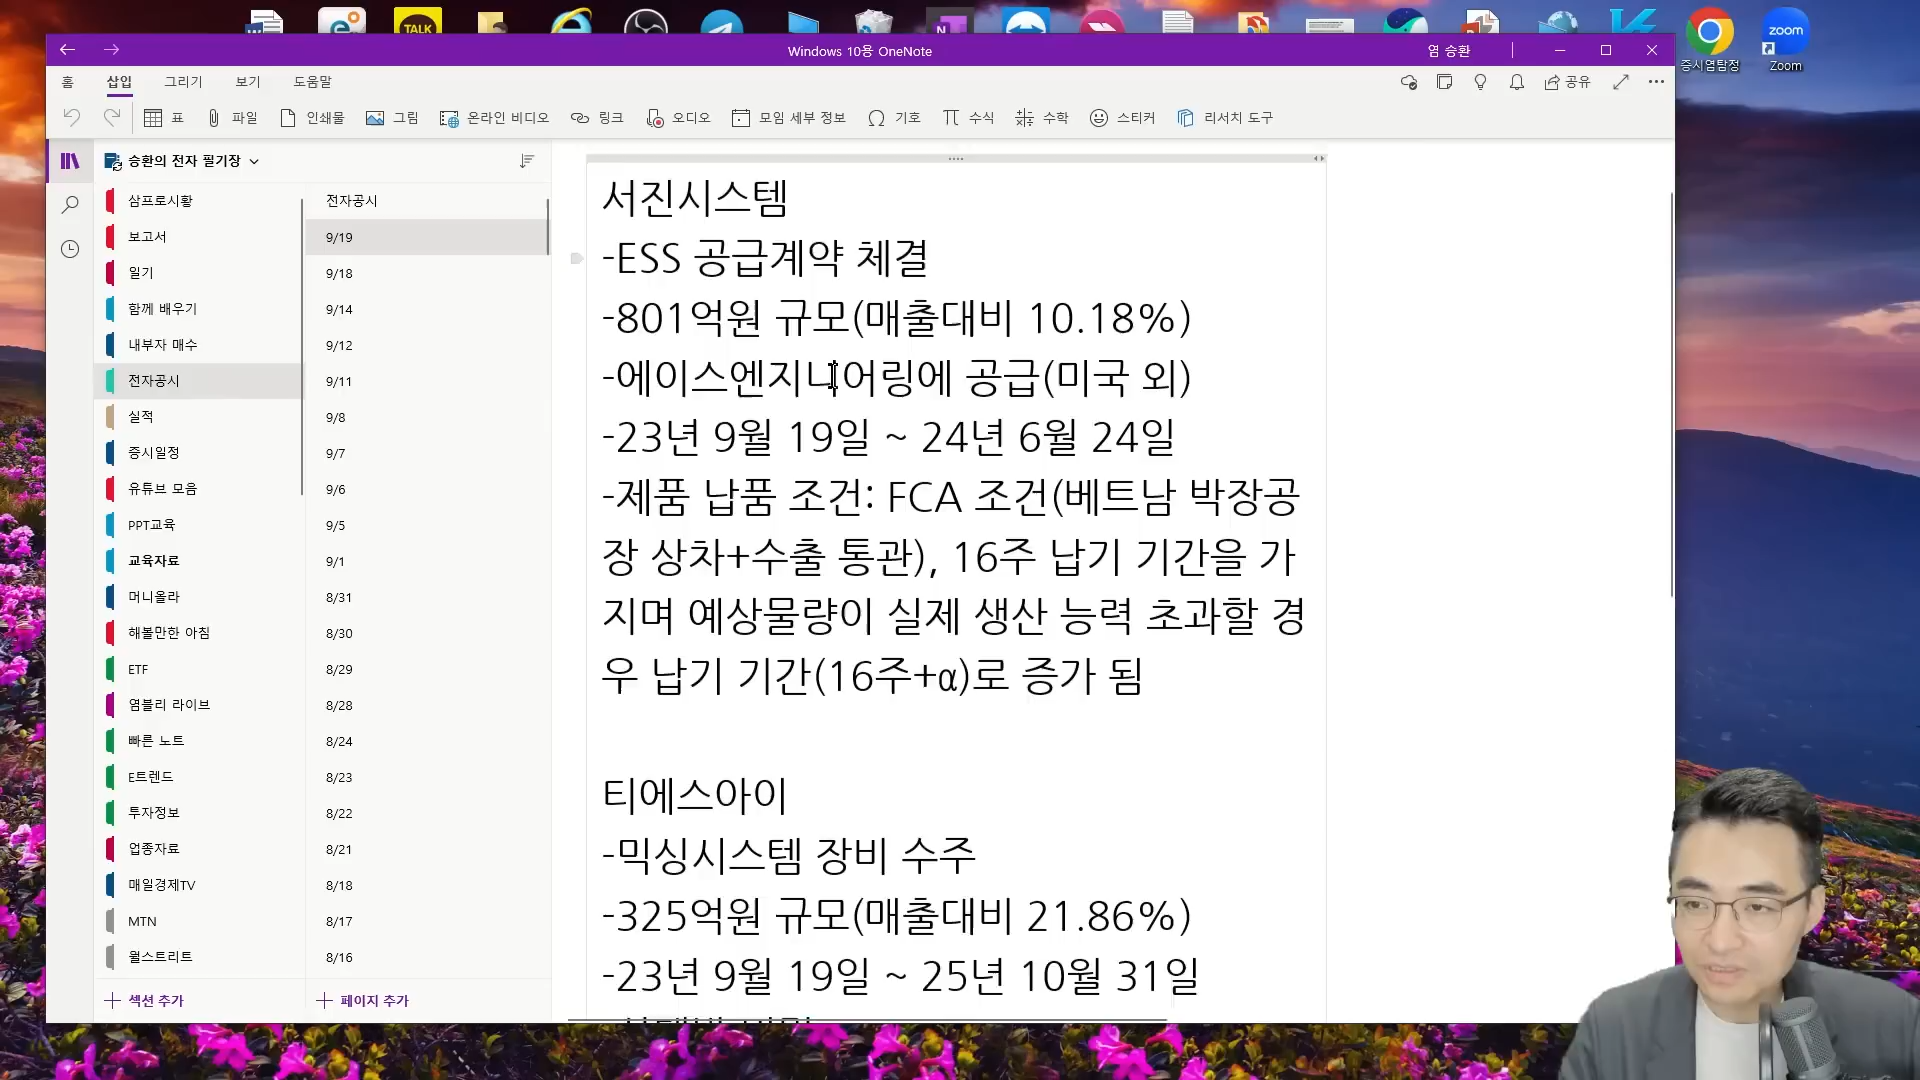 TALK
증시염탐정
zoom
Zoom
Windows 10용 OneNote
염 승환
홈
삽입
그리기
보기
도움말
공유
표
파일
인쇄물
그림
온라인 비디오
링크
오디오
모임 세부 정보
기호
수식
수학
스티커
리서치 도구
승환의 전자 필기장
삼프로시황
보고서
일기
함께 배우기
내부자 매수
전자공시
실적
증시일정
유튜브 모음
PPT교육
교육자료
머니올라
해볼만한 아침
ETF
염블리 라이브
빠른 노트
E트렌드
투자정보
업종자료
매일경제TV
MTN
월스트리트
섹션 추가
전자공시
9/19
9/18
9/14
9/12
9/11
9/8
9/7
9/6
9/5
9/1
8/31
8/30
8/29
8/28
8/24
8/23
8/22
8/21
8/18
8/17
8/16
페이지 추가
서진시스템
-ESS 공급계약 체결
-801억원 규모(매출대비 10.18%)
-에이스엔지니어링에 공급(미국 외)
-23년 9월 19일 ~ 24년 6월 24일
-제품 납품 조건: FCA 조건(베트남 박장공
장 상차+수출 통관), 16주 납기 기간을 가
지며 예상물량이 실제 생산 능력 초과할 경
우 납기 기간(16주+α)로 증가 됨
티에스아이
-믹싱시스템 장비 수주
-325억원 규모(매출대비 21.86%)
-23년 9월 19일 ~ 25년 10월 31일